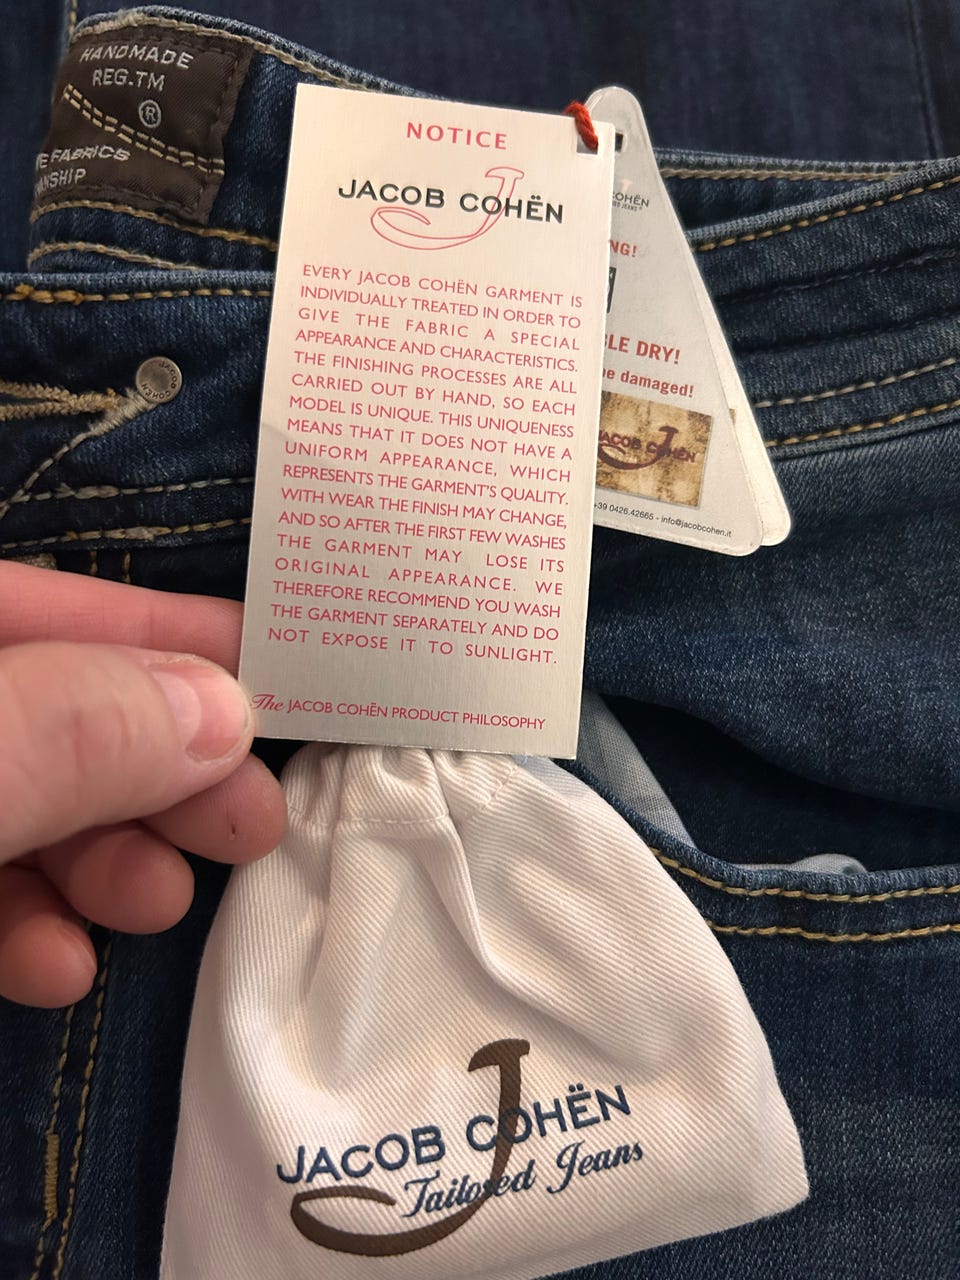 HANDMADE
REG.TM
®
FABRICS
NOTICE
JACOB COHËN
EVERY JACOB COHËN GARMENT IS
INDIVIDUALLY TREATED IN ORDER TO
GIVE THE FABRIC A SPECIAL
APPEARANCE AND CHARACTERISTICS.
THE FINISHING PROCESSES ARE ALL
CARRIED OUT BY HAND, SO EACH
MODEL IS UNIQUE. THIS UNIQUENESS
MEANS THAT IT DOES NOT HAVE A
UNIFORM APPEARANCE, WHICH
REPRESENTS THE GARMENT'S QUALITY.
WITH WEAR THE FINISH MAY CHANGE,
AND SO AFTER THE FIRST FEW WASHES
THE GARMENT MAY LOSE ITS
ORIGINAL APPEARANCE. WE
THEREFORE RECOMMEND YOU WASH
THE GARMENT SEPARATELY AND DO
NOT EXPOSE IT TO SUNLIGHT.
The JACOB COHËN PRODUCT PHILOSOPHY
DRY!
be damaged!
JACOB COHËN
+39 0426.42665 - info@jacobcohen.it
JACOB
COHEN
JACOB COHËN
Tailored Jeans